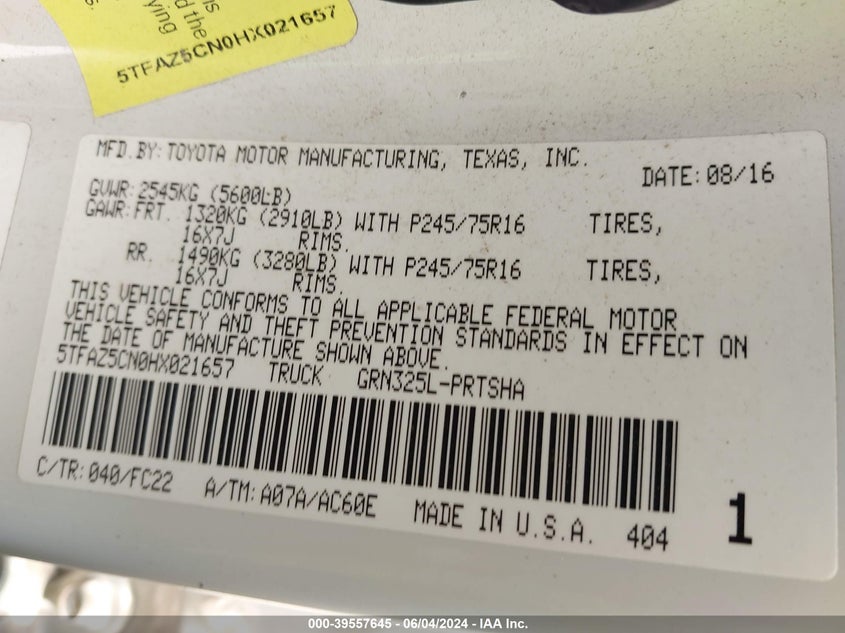 is
d the
ying
s.
5TFAZ5CN0HX021657
MFD.BY:TOYOTA MOTOR MANUFACTURING, TEXAS, INC.
DATE:08/16
GVWR:2545KG (5600LB)
GAWR:FRT. 1320KG (2910LB) WITH P245/75R16 TIRES,
16X7J RIMS.
RR. 1490KG (3280LB) WITH P245/75R16 TIRES,
16X7J RIMS.
THIS VEHICLE CONFORMS TO ALL APPLICABLE FEDERAL MOTOR
VEHICLE SAFETY AND THEFT PREVENTION STANDARDS IN EFFECT ON
THE DATE OF MANUFACTURE SHOWN ABOVE.
5TFAZ5CN0HX021657 TRUCK GRN325L-PRTSHA
C/TR:040/FC22 A/TM:A07A/AC60E MADE IN U.S.A. 404 1
000-39557645 - 06/04/2024 - IAA Inc.